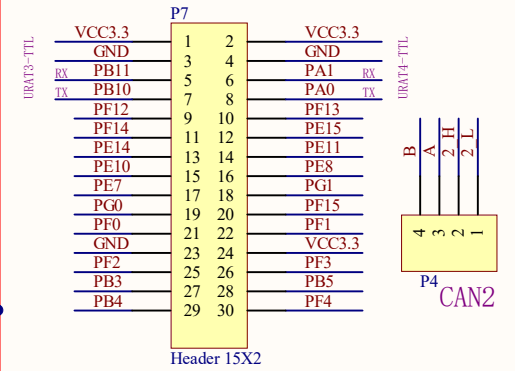 P7
VCC3.3 1 2 VCC3.3
GND 3 4 GND
RX PB11 5 6 PA1 RX
TX PB10 7 8 PA0 TX
PF12 9 10 PF13
PF14 11 12 PE15
PE14 13 14 PE11
PE10 15 16 PE8
PE7 17 18 PG1
PG0 19 20 PF15
PF0 21 22 PF1
GND 23 24 VCC3.3
PF2 25 26 PF3
PB3 27 28 PB5
PB4 29 30 PF4
Header 15X2
URAT3-TTL
URAT4-TTL
B A 2_H 2_L
4 3 2 1
P4
CAN2